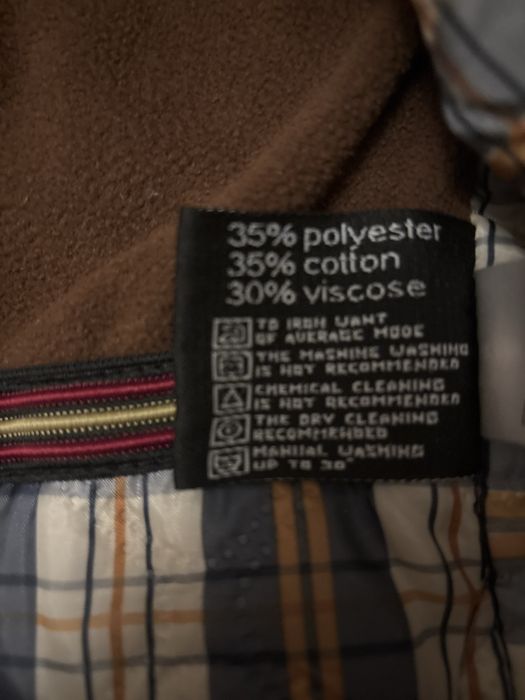 35% polyester
35% cotton
30% viscose
TO IRON WANT
OF AVERAGE MODE
THE MASHINE WASHING
IS NOT RECOMMENDED
CHEMICAL CLEANING
IS NOT RECOMMENDED
THE DRY CLEANING
RECOMMENDED
MANUAL WASHING
UP TO 30°